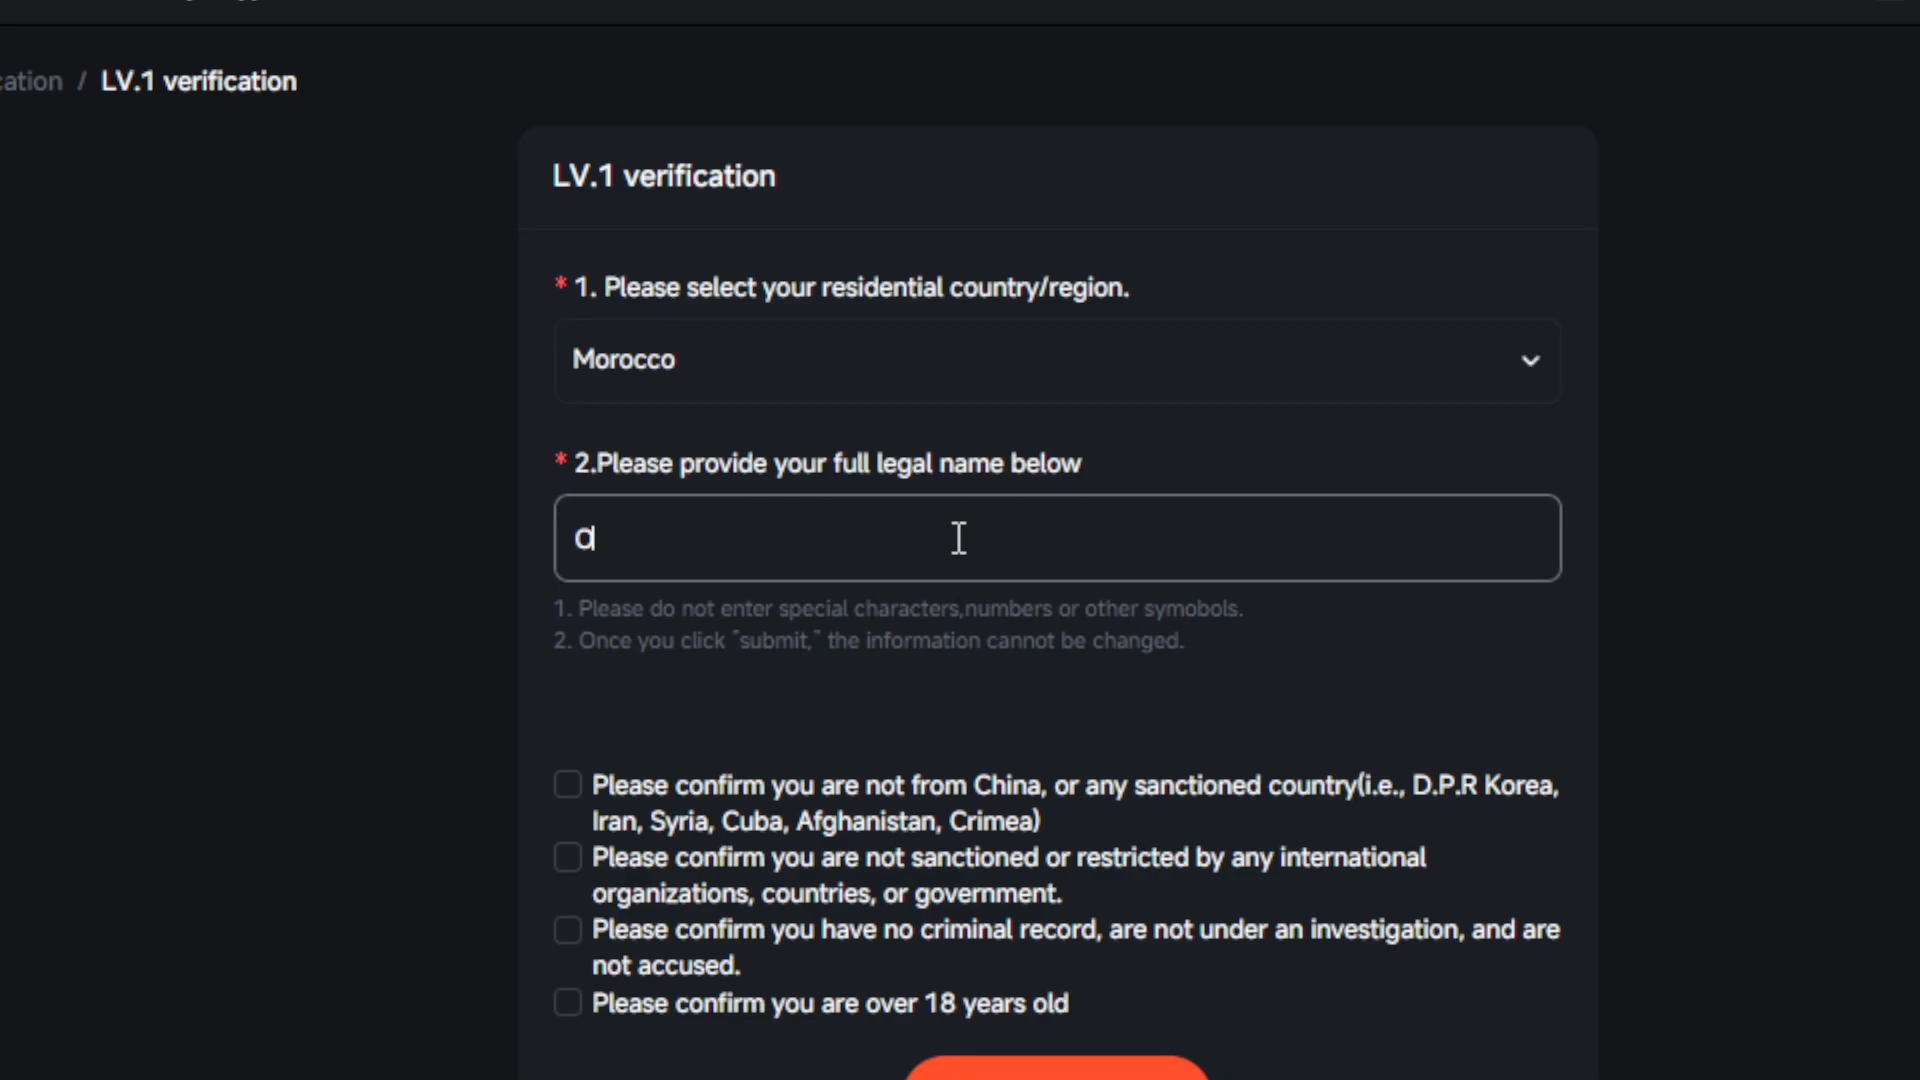 cation / LV.1 verification
LV.1 verification
* 1. Please select your residential country/region.
Morocco
* 2.Please provide your full legal name below
a
1. Please do not enter special characters,numbers or other symobols.
2. Once you click "submit," the information cannot be changed.
Please confirm you are not from China, or any sanctioned country(i.e., D.P.R Korea,
Iran, Syria, Cuba, Afghanistan, Crimea)
Please confirm you are not sanctioned or restricted by any international
organizations, countries, or government.
Please confirm you have no criminal record, are not under an investigation, and are
not accused.
Please confirm you are over 18 years old